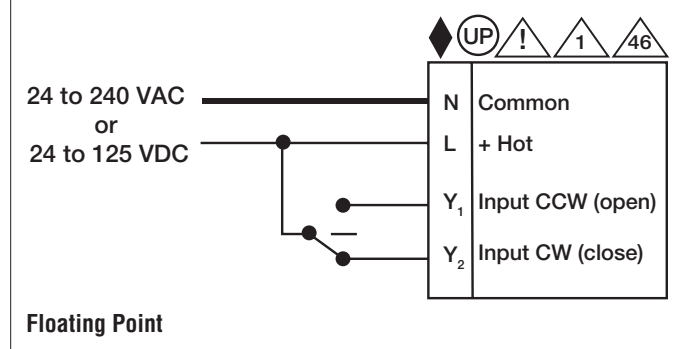 UP ! 1 46
24 to 240 VAC
or
24 to 125 VDC
N Common
L + Hot
Y₁ Input CCW (open)
Y₂ Input CW (close)
Floating Point